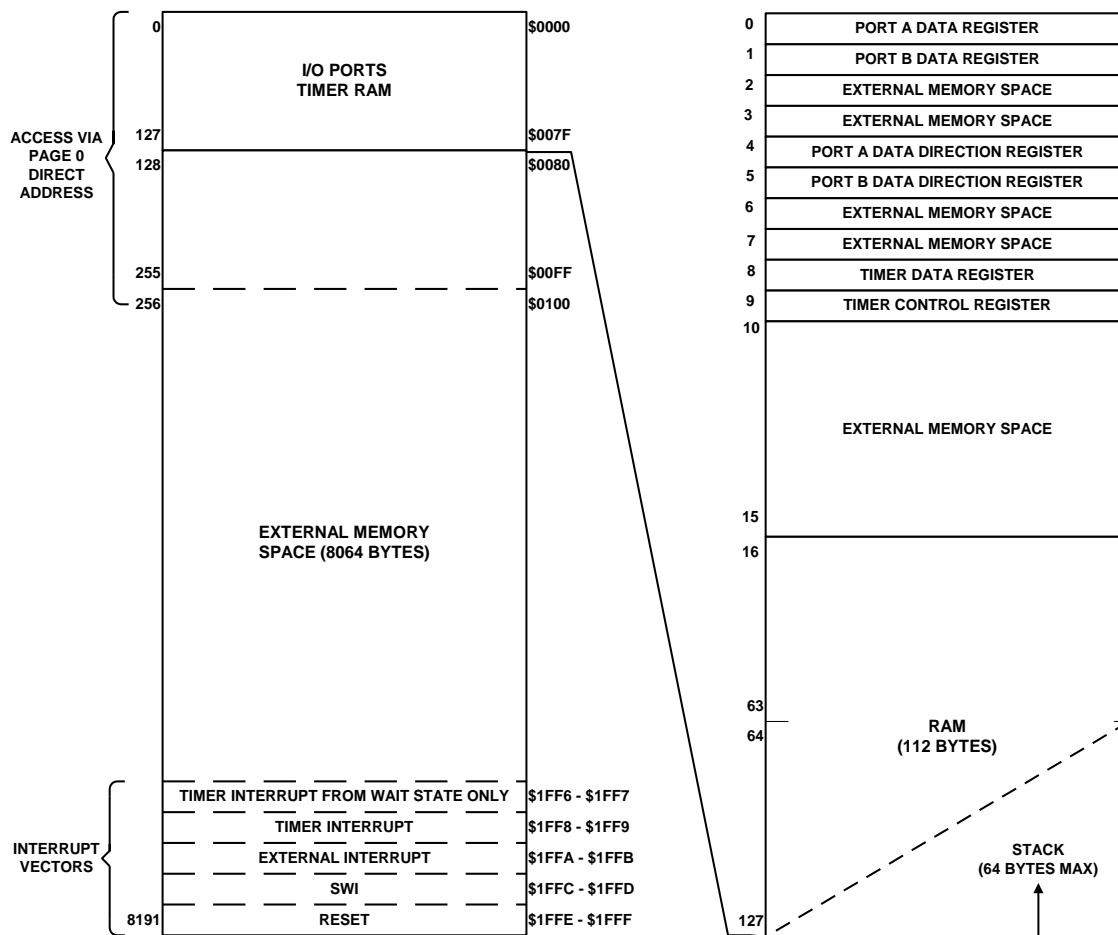 0
$0000
I/O PORTS
TIMER RAM
ACCESS VIA
PAGE 0
DIRECT
ADDRESS
127
$007F
128
$0080
255
$00FF
256
$0100
EXTERNAL MEMORY
SPACE (8064 BYTES)
INTERRUPT
VECTORS
TIMER INTERRUPT FROM WAIT STATE ONLY
$1FF6 - $1FF7
TIMER INTERRUPT
$1FF8 - $1FF9
EXTERNAL INTERRUPT
$1FFA - $1FFB
SWI
$1FFC - $1FFD
8191
RESET
$1FFE - $1FFF
0
PORT A DATA REGISTER
1
PORT B DATA REGISTER
2
EXTERNAL MEMORY SPACE
3
EXTERNAL MEMORY SPACE
4
PORT A DATA DIRECTION REGISTER
5
PORT B DATA DIRECTION REGISTER
6
EXTERNAL MEMORY SPACE
7
EXTERNAL MEMORY SPACE
8
TIMER DATA REGISTER
9
TIMER CONTROL REGISTER
10
EXTERNAL MEMORY SPACE
15
16
63
64
RAM
(112 BYTES)
STACK
(64 BYTES MAX)
127